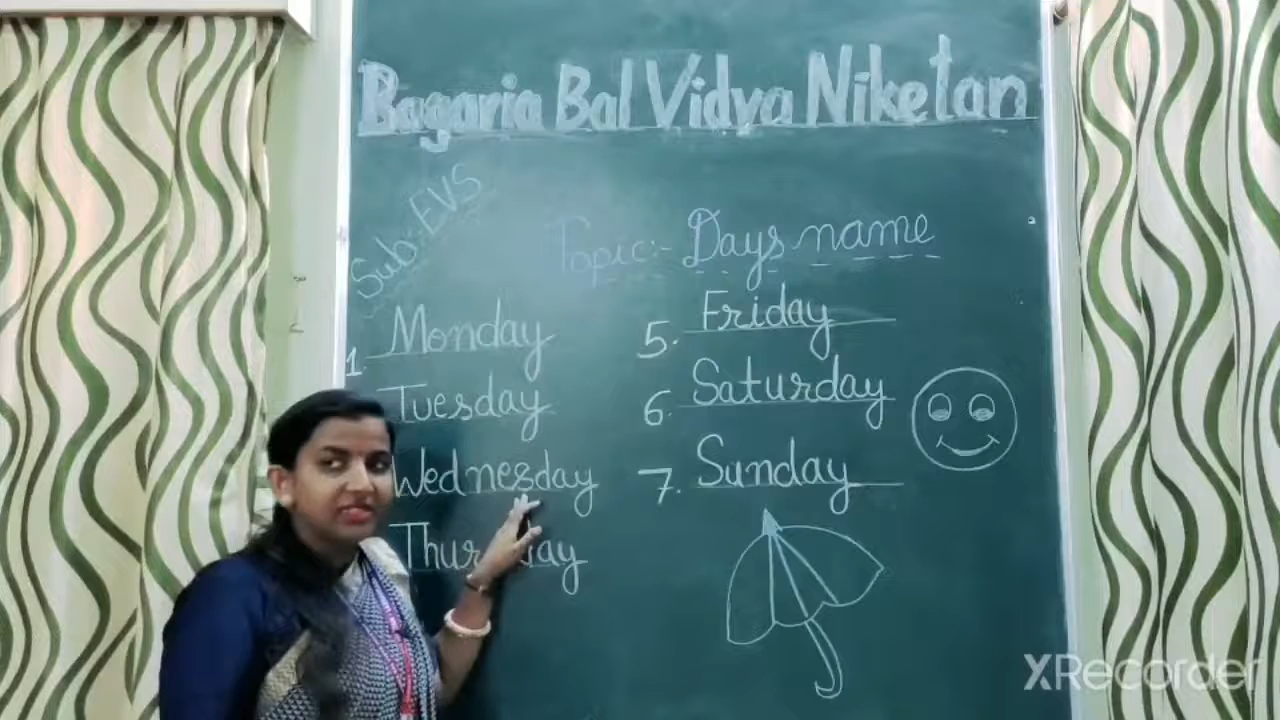 Bagaria Bal Vidya Niketan
Sub:-EVS
Topic:- Days name
1. Monday
Tuesday
Wednesday
5. Friday
6. Saturday
7. Sunday
XRecorder